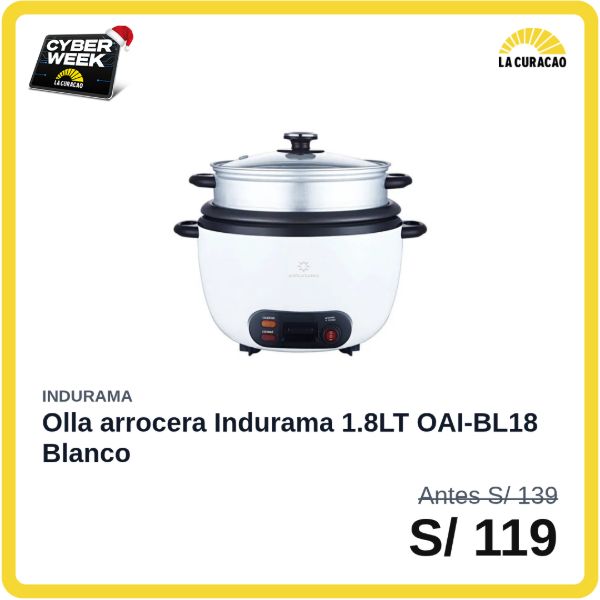 CYBER
WEEK
LA CURACAO
LA CURACAO
INDURAMA
Olla arrocera Indurama 1.8LT OAI-BL18
Blanco
Antes S/ 139
S/ 119